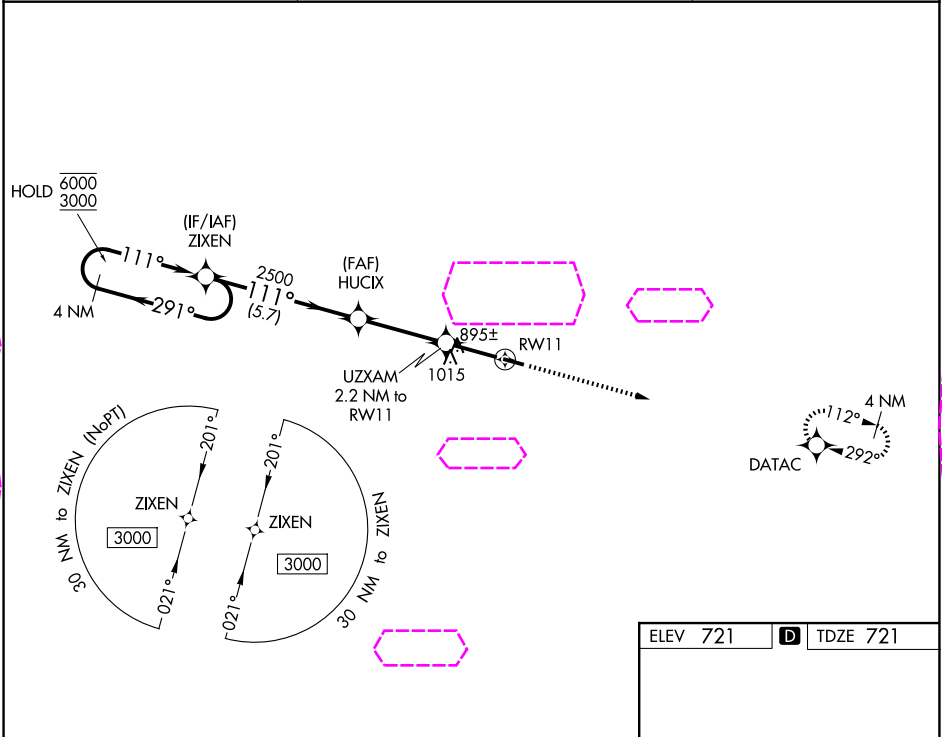 HOLD 6000
3000
(IF/IAF)
ZIXEN
111°
291°
4 NM
2500
111°
(5.7)
(FAF)
HUCIX
895±
1015
UZXAM
2.2 NM to
RW11
RW11
4 NM
112°
292°
DATAC
30 NM to ZIXEN (NoPT)
201°
ZIXEN
3000
021°
201°
ZIXEN
3000
021°
30 NM to ZIXEN
ELEV 721 D TDZE 721